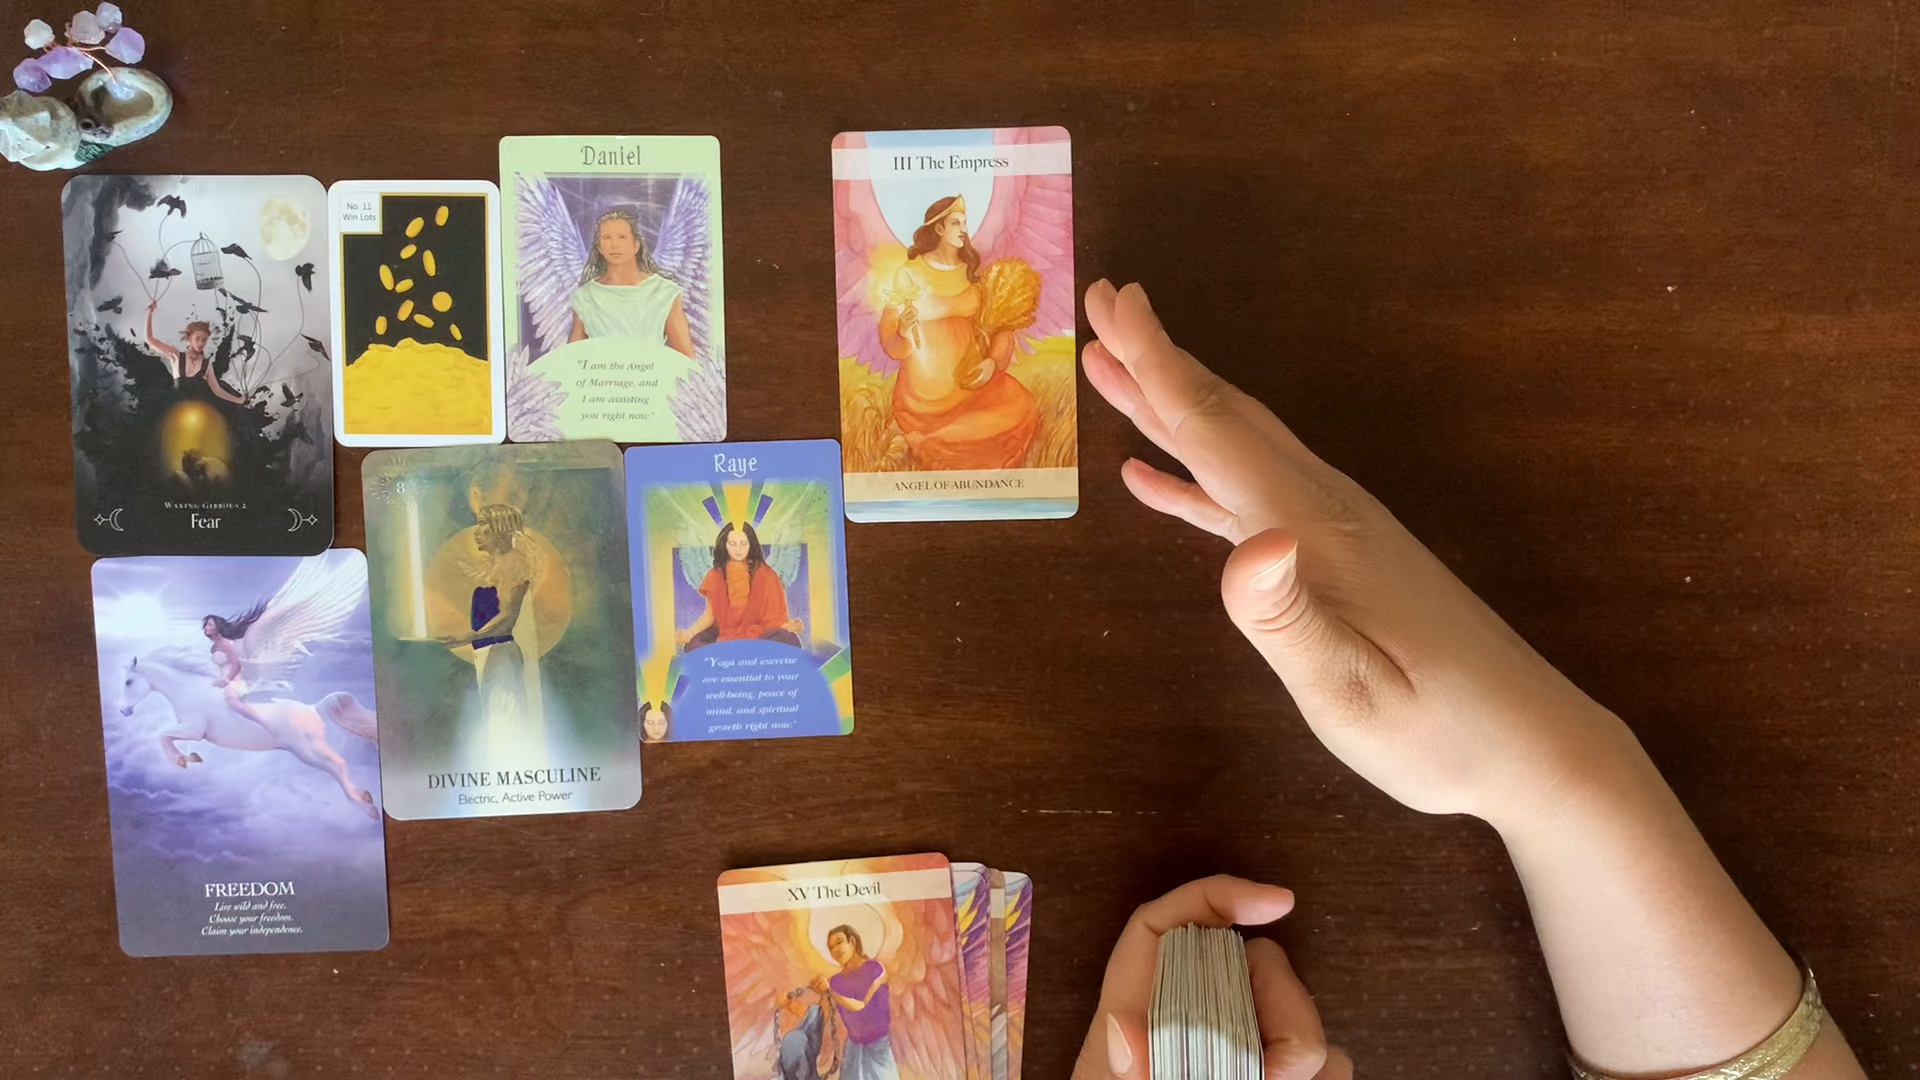 WAXING GIBBOUS 2
Fear
No. 11
Win Lots
Daniel
"I am the Angel
of Marriage, and
I am assisting
you right now."
III The Empress
ANGEL OF ABUNDANCE
FREEDOM
Live wild and free.
Choose your freedom.
Claim your independence.
8
DIVINE MASCULINE
Electric, Active Power
Raye
"Yoga and exercise
are essential to your
well-being, peace of
mind, and spiritual
growth right now."
XV The Devil